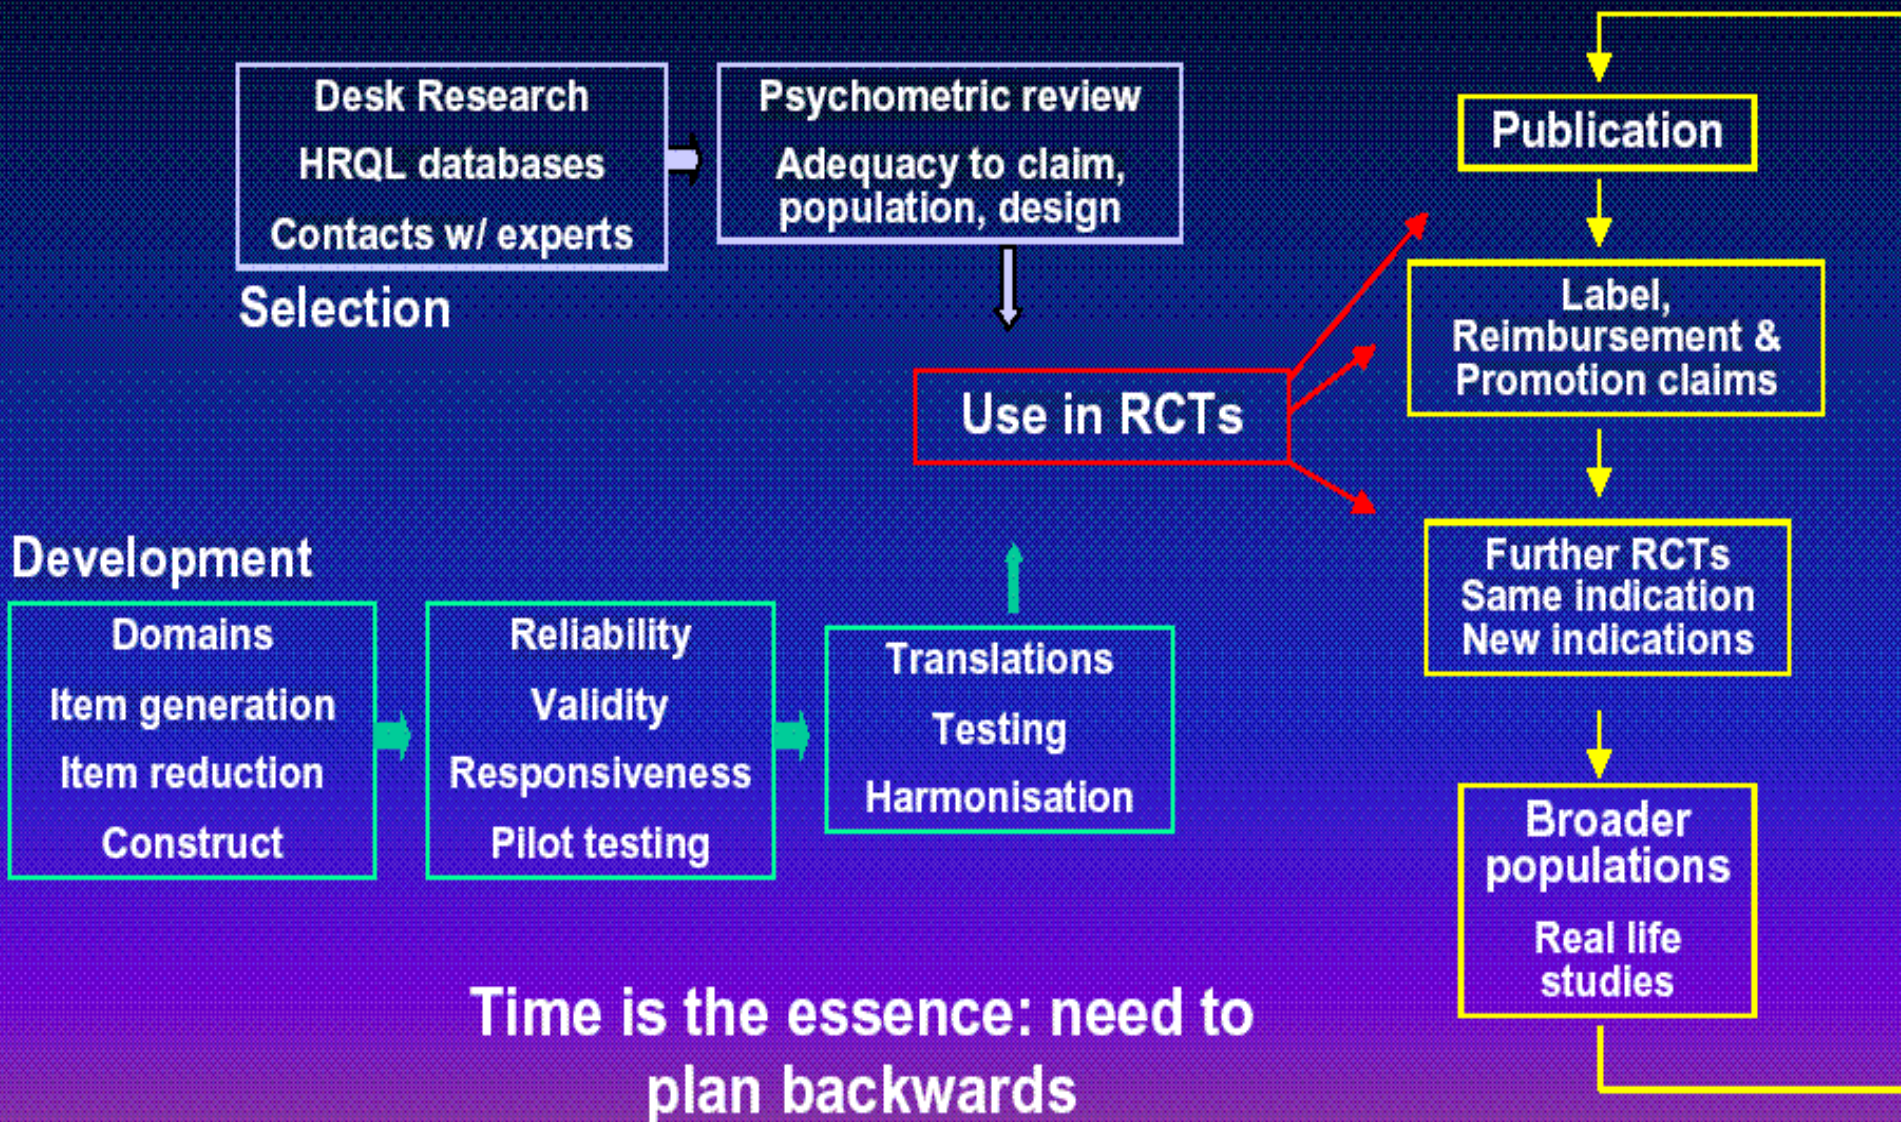 Desk Research
HRQL databases
Contacts w/ experts
Selection
Psychometric review
Adequacy to claim,
population, design
Use in RCTs
Publication
Label,
Reimbursement &
Promotion claims
Further RCTs
Same indication
New indications
Broader
populations
Real life
studies
Development
Domains
Item generation
Item reduction
Construct
Reliability
Validity
Responsiveness
Pilot testing
Translations
Testing
Harmonisation
Time is the essence: need to
plan backwards